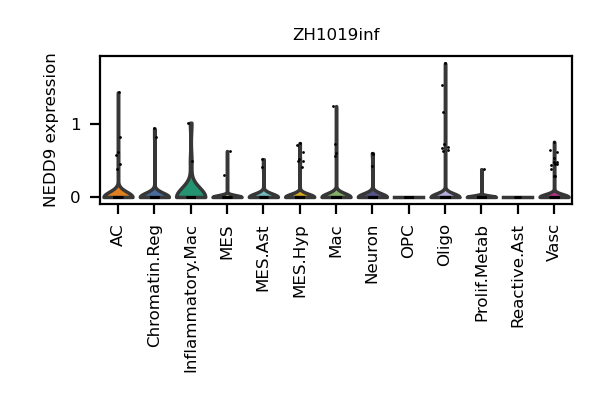 ZH1019inf
NEDD9 expression
1
0
AC
Chromatin.Reg
Inflammatory.Mac
MES
MES.Ast
MES.Hyp
Mac
Neuron
OPC
Oligo
Prolif.Metab
Reactive.Ast
Vasc